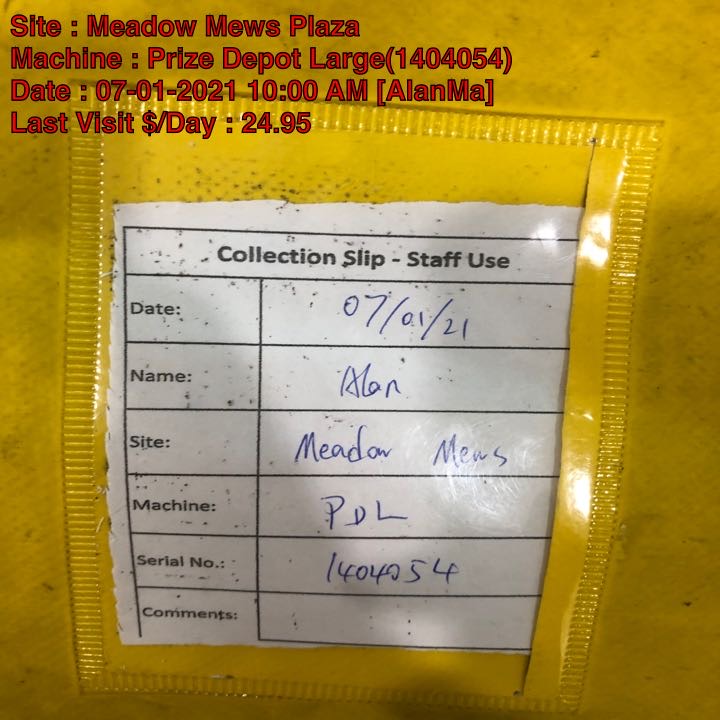 Site : Meadow Mews Plaza
Machine : Prize Depot Large(1404054)
Date : 07-01-2021 10:00 AM [AlanMa]
Last Visit $/Day : 24.95
Collection Slip - Staff Use
Date: 07/01/21
Name: Alan
Site: Meadow Mews
Machine: PDL
Serial No.: 1404054
Comments: